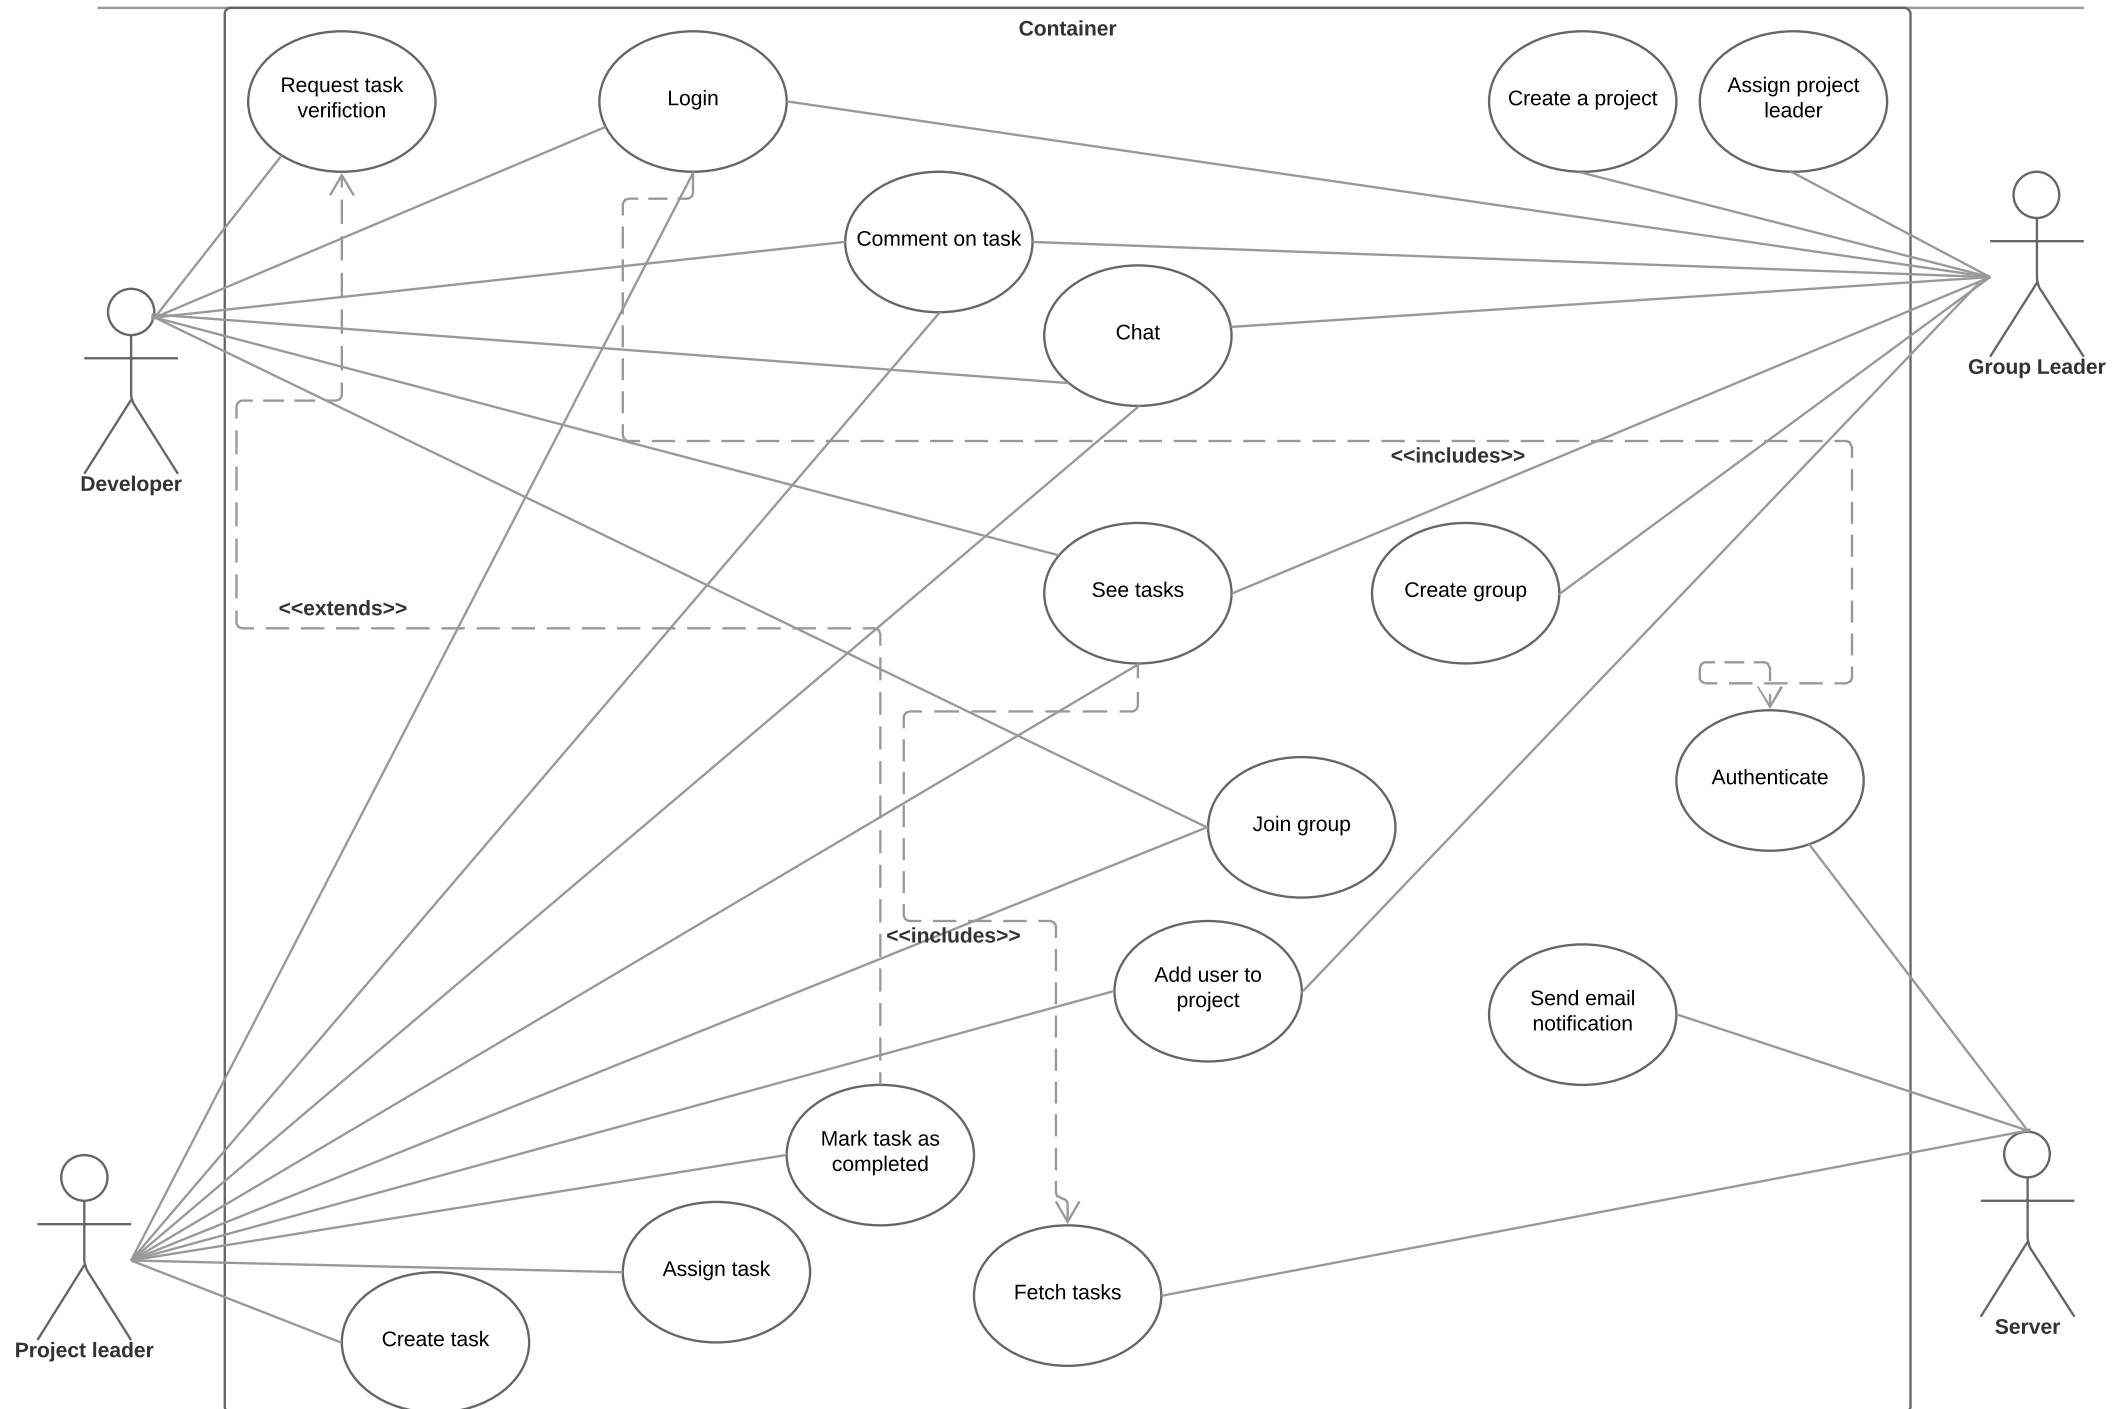 Container
Request task
verifiction
Login
Create a project
Assign project
leader
Comment on task
Chat
Group Leader
Developer
<<includes>>
See tasks
Create group
<<extends>>
Authenticate
Join group
<<includes>>
Add user to
project
Send email
notification
Mark task as
completed
Assign task
Fetch tasks
Create task
Server
Project leader